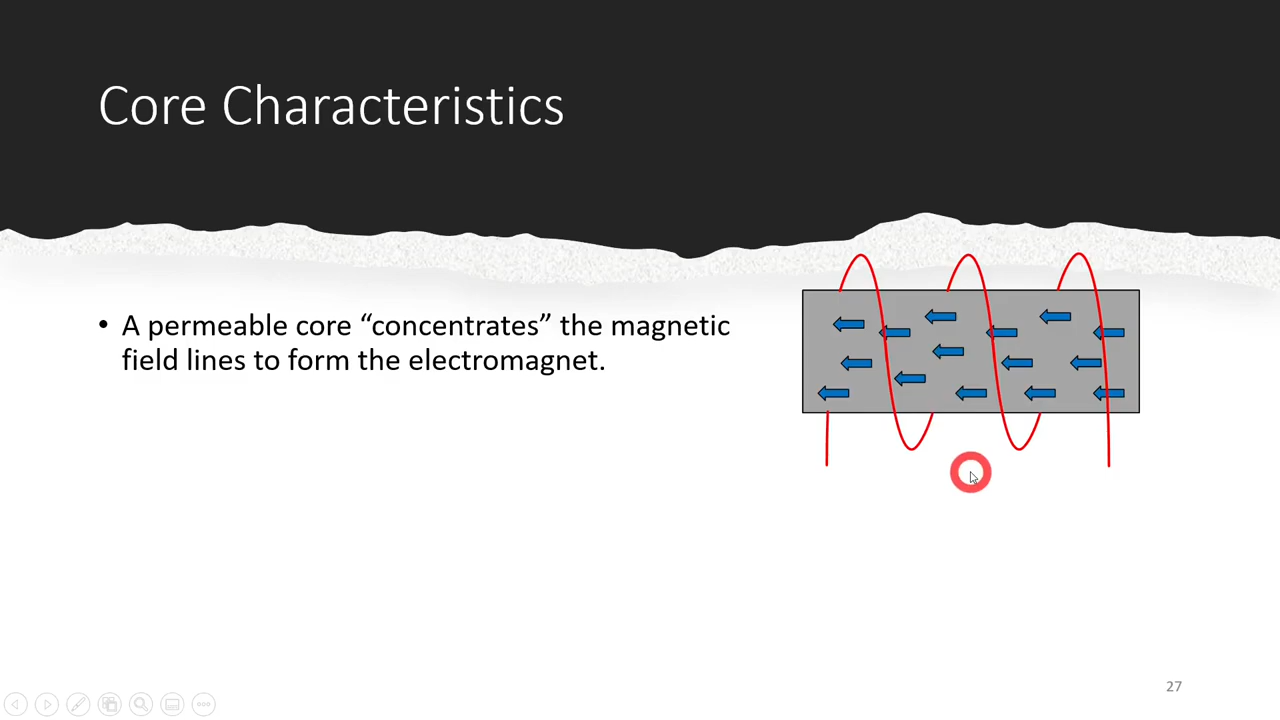 Core Characteristics
• A permeable core “concentrates” the magnetic
field lines to form the electromagnet.
27